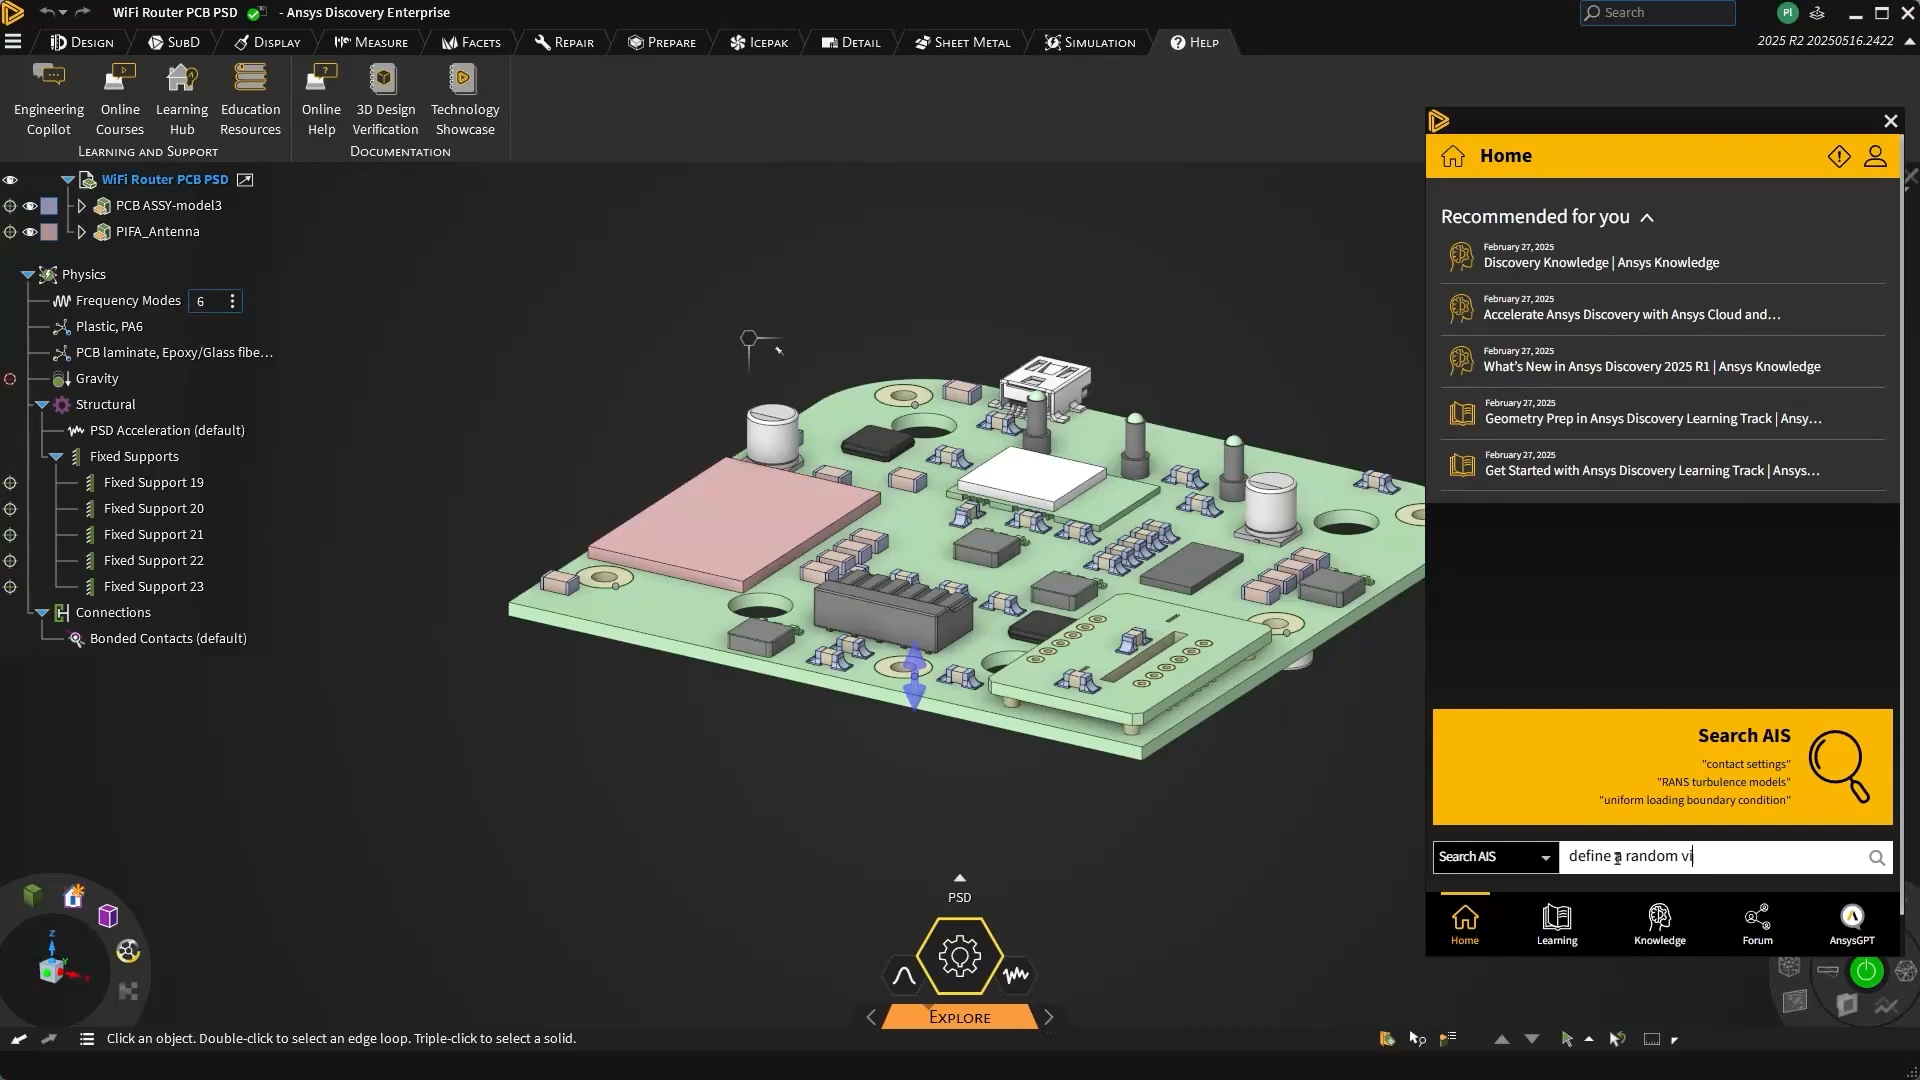 WiFi Router PCB PSD - Ansys Discovery Enterprise
Search
PI
Design SubD Display Measure Facets Repair Prepare Icepak Detail Sheet Metal Simulation Help
2025 R2 20250516.2422
Engineering Copilot
Online Courses
Learning Hub
Education Resources
Online Help
3D Design Verification
Technology Showcase
Learning and Support
Documentation
WiFi Router PCB PSD
PCB ASSY-model3
PIFA_Antenna
Physics
Frequency Modes 6
Plastic, PA6
PCB laminate, Epoxy/Glass fibe...
Gravity
Structural
PSD Acceleration (default)
Fixed Supports
Fixed Support 19
Fixed Support 20
Fixed Support 21
Fixed Support 22
Fixed Support 23
Connections
Bonded Contacts (default)
Home
Recommended for you
February 27, 2025
Discovery Knowledge | Ansys Knowledge
February 27, 2025
Accelerate Ansys Discovery with Ansys Cloud and...
February 27, 2025
What's New in Ansys Discovery 2025 R1 | Ansys Knowledge
February 27, 2025
Geometry Prep in Ansys Discovery Learning Track | Ansy...
February 27, 2025
Get Started with Ansys Discovery Learning Track | Ansys...
Search AIS
"contact settings"
"RANS turbulence models"
"uniform loading boundary condition"
Search AIS define a random vi
Home Learning Knowledge Forum AnsysGPT
PSD
Explore
Z
Y
X
Click an object. Double-click to select an edge loop. Triple-click to select a solid.